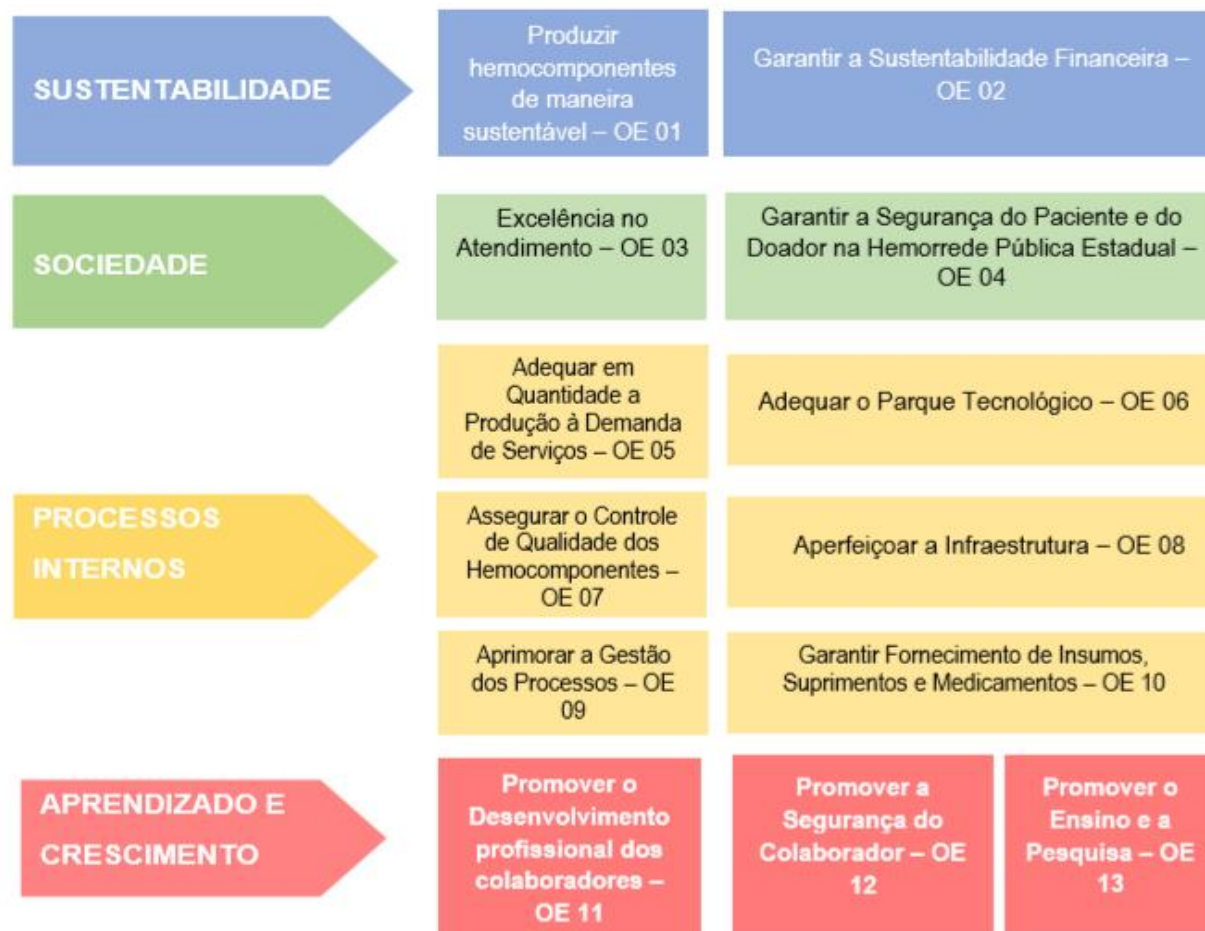 SUSTENTABILIDADE
Produzir
hemocomponentes
de maneira
sustentável – OE 01
Garantir a Sustentabilidade Financeira –
OE 02
SOCIEDADE
Excelência no
Atendimento – OE 03
Garantir a Segurança do Paciente e do
Doador na Hemorrede Pública Estadual –
OE 04
PROCESSOS
INTERNOS
Adequar em
Quantidade a
Produção à Demanda
de Serviços – OE 05
Adequar o Parque Tecnológico – OE 06
Assegurar o Controle
de Qualidade dos
Hemocomponentes –
OE 07
Aperfeiçoar a Infraestrutura – OE 08
Aprimorar a Gestão
dos Processos – OE
09
Garantir Fornecimento de Insumos,
Suprimentos e Medicamentos – OE 10
APRENDIZADO E
CRESCIMENTO
Promover o
Desenvolvimento
profissional dos
colaboradores –
OE 11
Promover a
Segurança do
Colaborador – OE
12
Promover o
Ensino e a
Pesquisa – OE
13